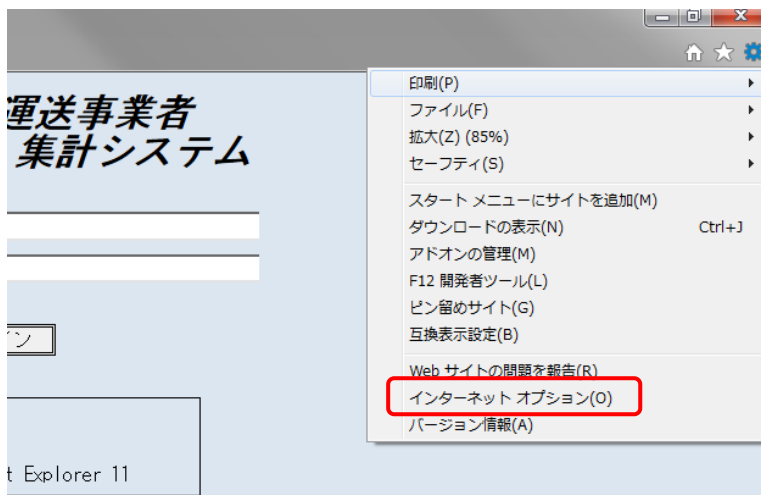 印刷(P)
ファイル(F)
拡大(Z) (85%)
セーフティ(S)
スタート メニューにサイトを追加(M)
ダウンロードの表示(N) Ctrl+J
アドオンの管理(M)
F12 開発者ツール(L)
ピン留めサイト(G)
互換表示設定(B)
Web サイトの問題を報告(R)
インターネット オプション(O)
バージョン情報(A)
運送事業者
集計システム
ン
t Explorer 11